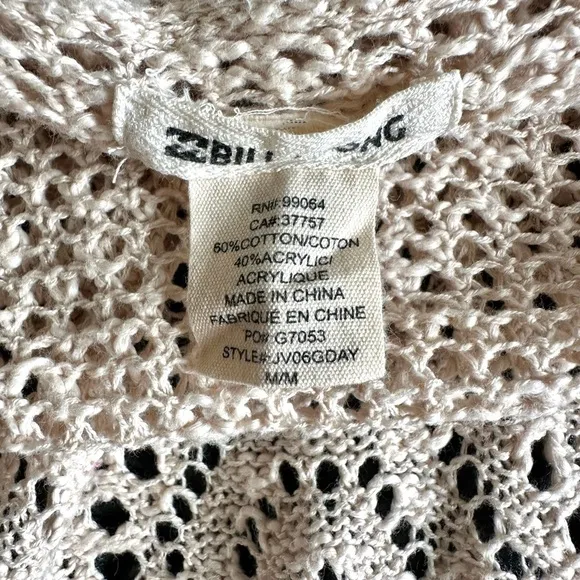 BILLABONG
RN#:99064
CA#:37757
60%COTTON/COTON
40%ACRYLIC/
ACRYLIQUE
MADE IN CHINA
FABRIQUE EN CHINE
PO# G7053
STYLE#:JV06GDAY
M/M